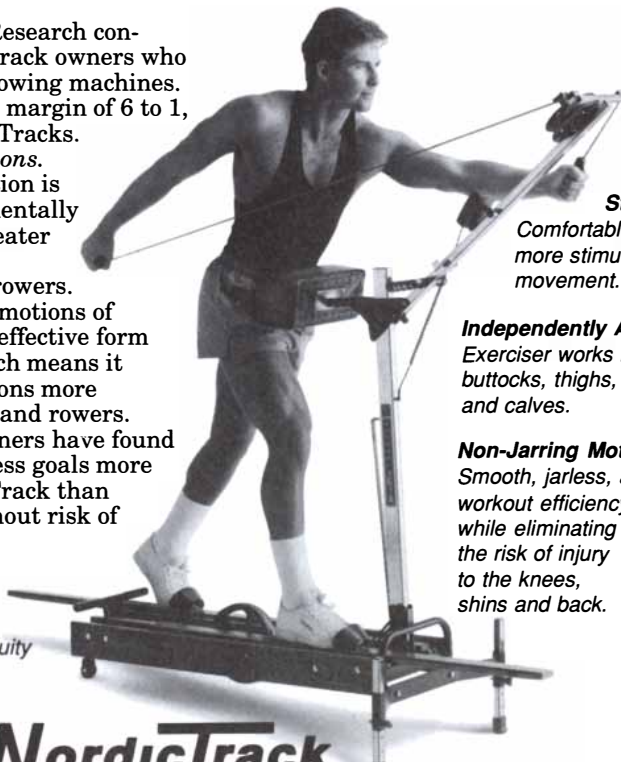 Research con-
rack owners who
owing machines.
margin of 6 to 1,
Tracks.
ons.
tion is
entally
eater
rowers.
motions of
effective form
ch means it
ons more
and rowers.
ners have found
ess goals more
Track than
out risk of
uity
St
Comfortabl
more stimu
movement.
Independently A
Exerciser works
buttocks, thighs,
and calves.
Non-Jarring Mot
Smooth, jarless, a
workout efficiency
while eliminating
the risk of injury
to the knees,
shins and back.
NordicTrack